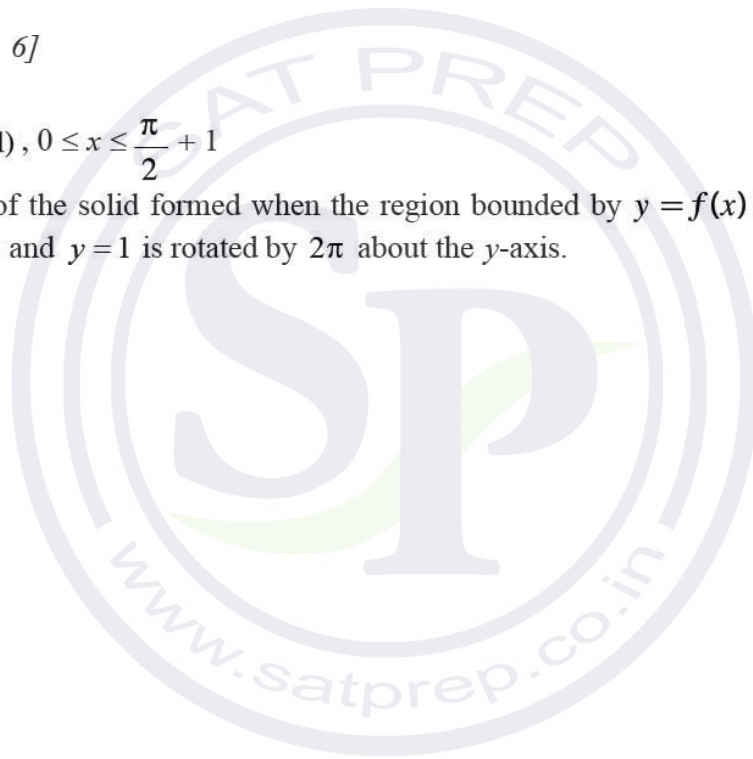 6]
), 0 ≤ x ≤ π/2 + 1
of the solid formed when the region bounded by y = f(x)
and y = 1 is rotated by 2π about the y-axis.
SAT PREP
SP
www.satprep.co.in